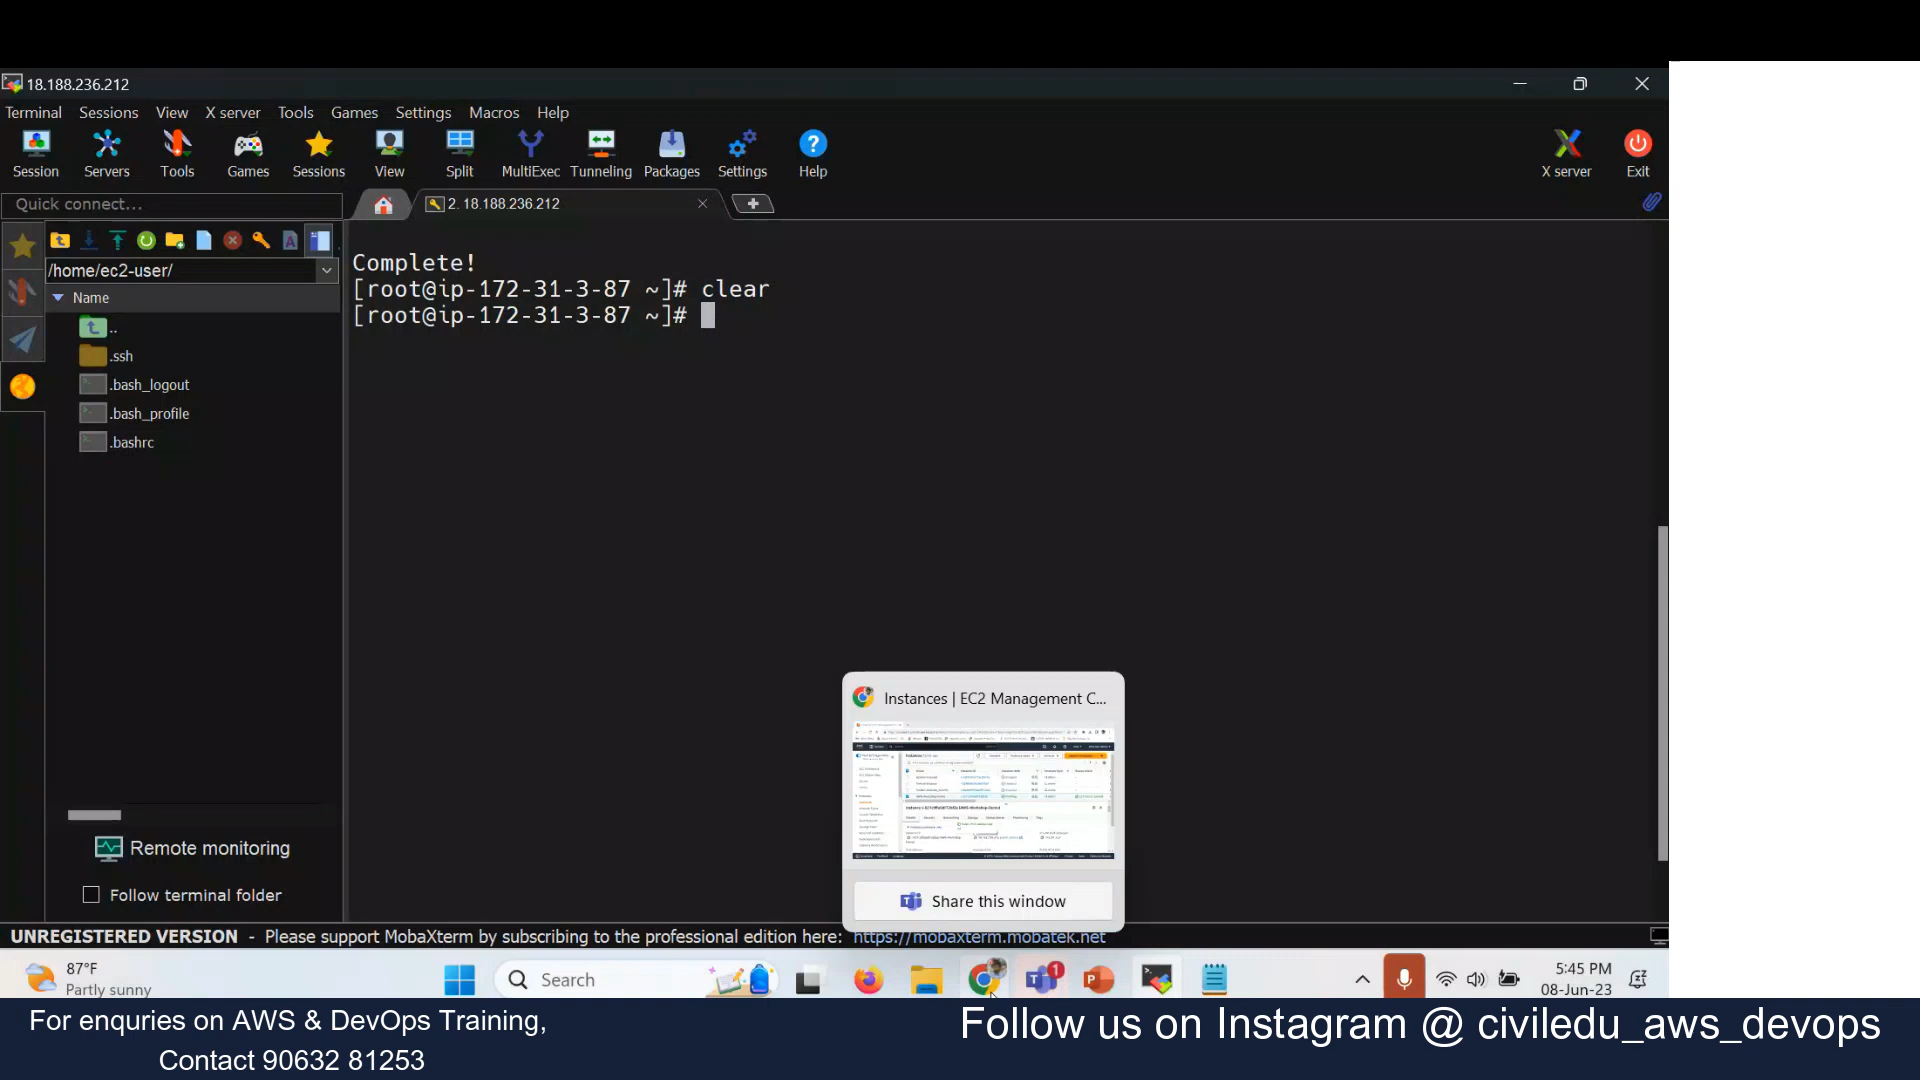 18.188.236.212
Terminal Sessions View X server Tools Games Settings Macros Help
Session Servers Tools Games Sessions View Split MultiExec Tunneling Packages Settings Help X server Exit
Quick connect...
2. 18.188.236.212
/home/ec2-user/
Name
..
.ssh
.bash_logout
.bash_profile
.bashrc
Complete!
[root@ip-172-31-3-87 ~]# clear
[root@ip-172-31-3-87 ~]#
Instances | EC2 Management C...
Share this window
Remote monitoring
Follow terminal folder
UNREGISTERED VERSION - Please support MobaXterm by subscribing to the professional edition here: https://mobaxterm.mobatek.net
87°F
Partly sunny
Search
1
5:45 PM
08-Jun-23
For enquries on AWS & DevOps Training,
Contact 90632 81253
Follow us on Instagram @ civiledu_aws_devops